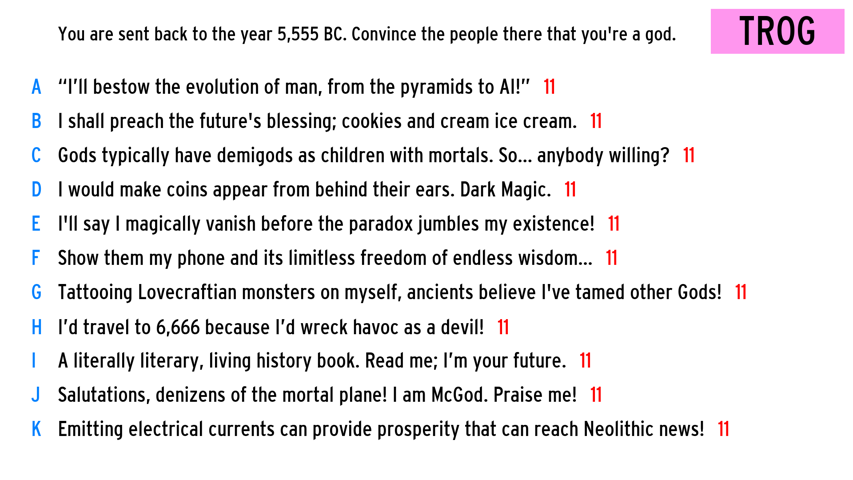 You are sent back to the year 5,555 BC. Convince the people there that you're a god.
TROG
A “I’ll bestow the evolution of man, from the pyramids to AI!” 11
B I shall preach the future's blessing; cookies and cream ice cream. 11
C Gods typically have demigods as children with mortals. So... anybody willing? 11
D I would make coins appear from behind their ears. Dark Magic. 11
E I'll say I magically vanish before the paradox jumbles my existence! 11
F Show them my phone and its limitless freedom of endless wisdom... 11
G Tattooing Lovecraftian monsters on myself, ancients believe I've tamed other Gods! 11
H I’d travel to 6,666 because I’d wreck havoc as a devil! 11
I A literally literary, living history book. Read me; I’m your future. 11
J Salutations, denizens of the mortal plane! I am McGod. Praise me! 11
K Emitting electrical currents can provide prosperity that can reach Neolithic news! 11